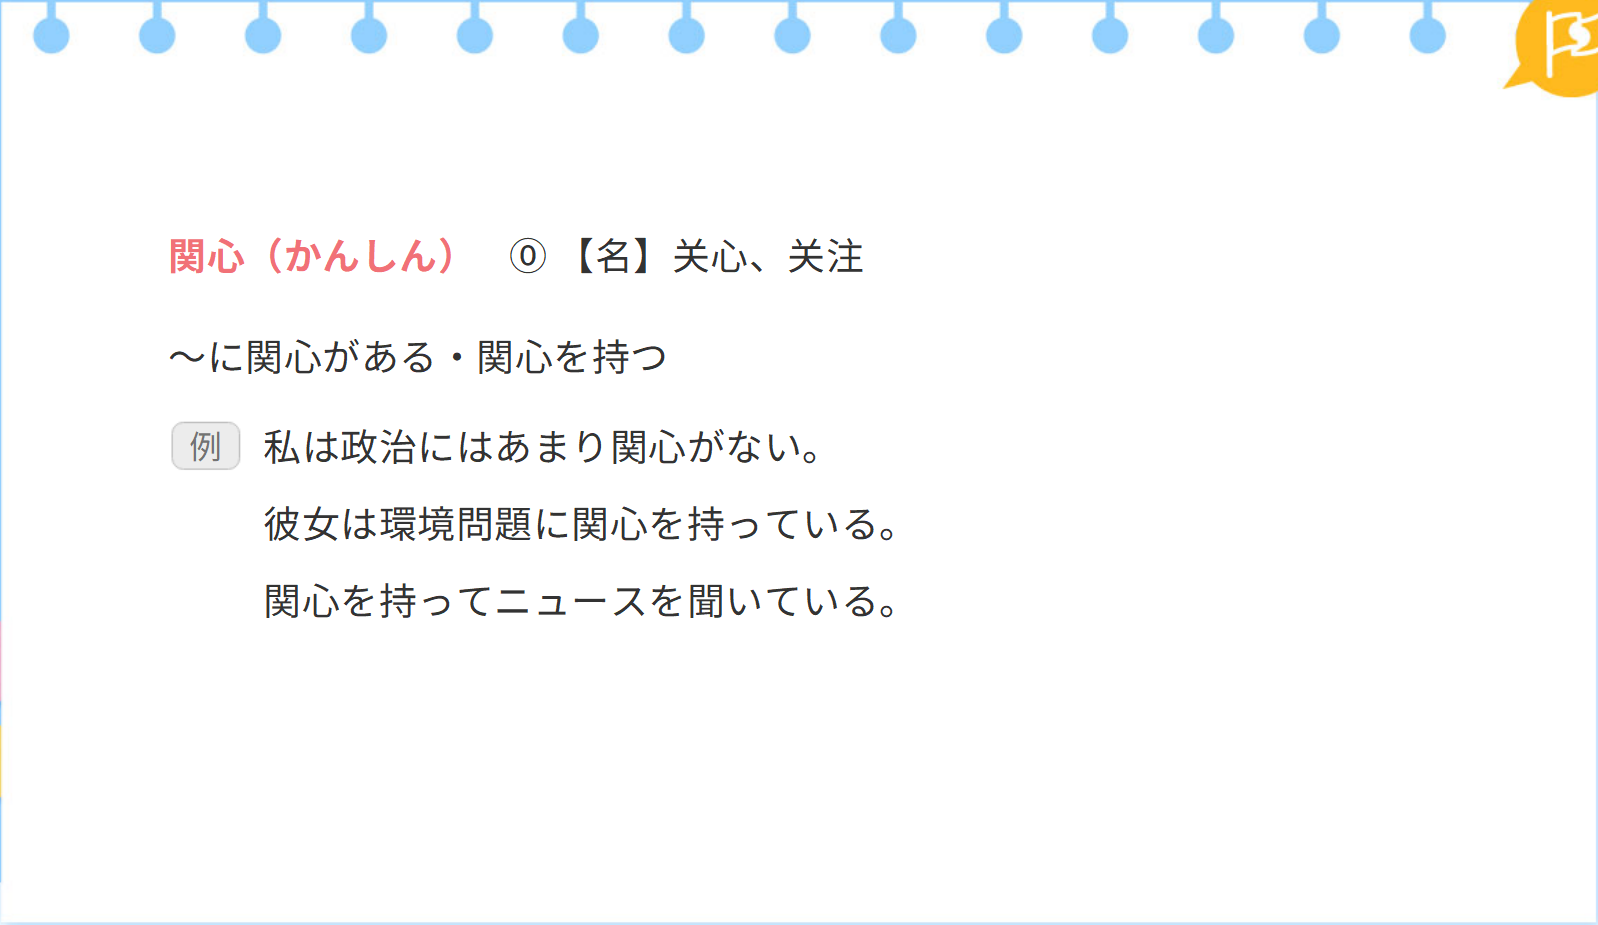 関心（かんしん） ⓪ 【名】关心、关注
～に関心がある・関心を持つ
例 私は政治にはあまり関心がない。
彼女は環境問題に関心を持っている。
関心を持ってニュースを聞いている。